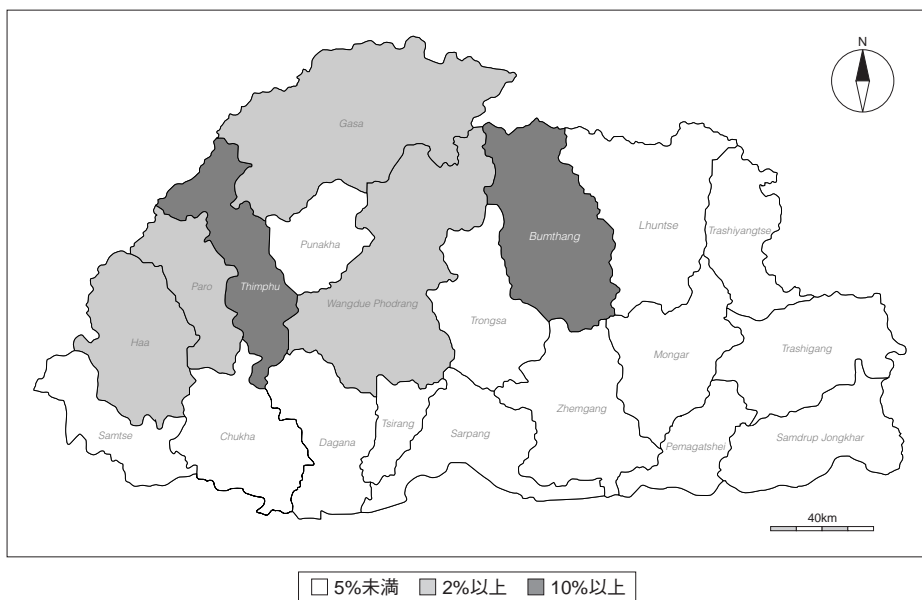 N
Gasa
Punakha
Bumthang
Lhuntse
Trashiyangtse
Paro
Thimphu
Wangdue Phodrang
Trongsa
Haa
Mongar
Trashigang
Samtse
Chukha
Dagana
Tsirang
Sarpang
Zhemgang
Pemagatshei
Samdrup Jongkhar
40km
5%未満 2%以上 10%以上